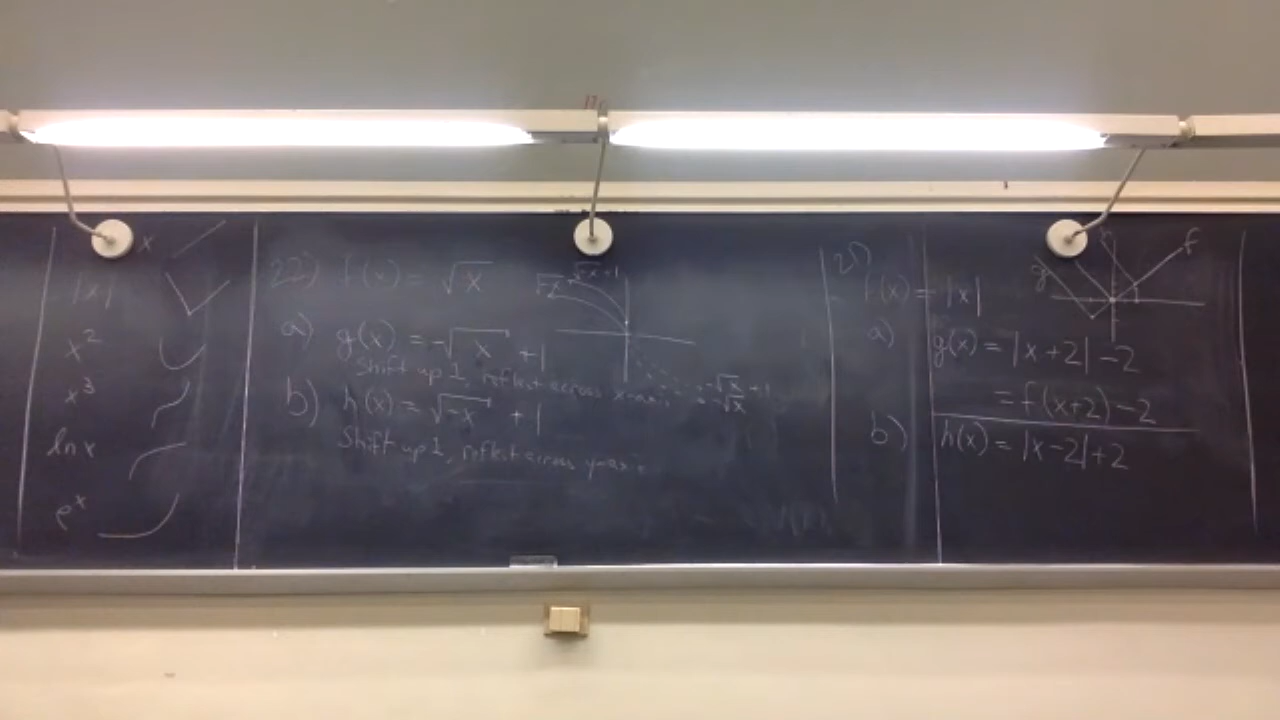 x
|x|
x²
x³
ln x
eˣ
22) f(x) = √x
√-x √-x+1
a) g(x) = -√x + 1
Shift up 1, reflect across x-axis
-√x + 1
-√x
b) h(x) = √-x + 1
Shift up 1, reflect across y-axis
f(x) = |x|
g h f
a) g(x) = |x+2| - 2
= f(x+2) - 2
b) h(x) = |x-2| + 2